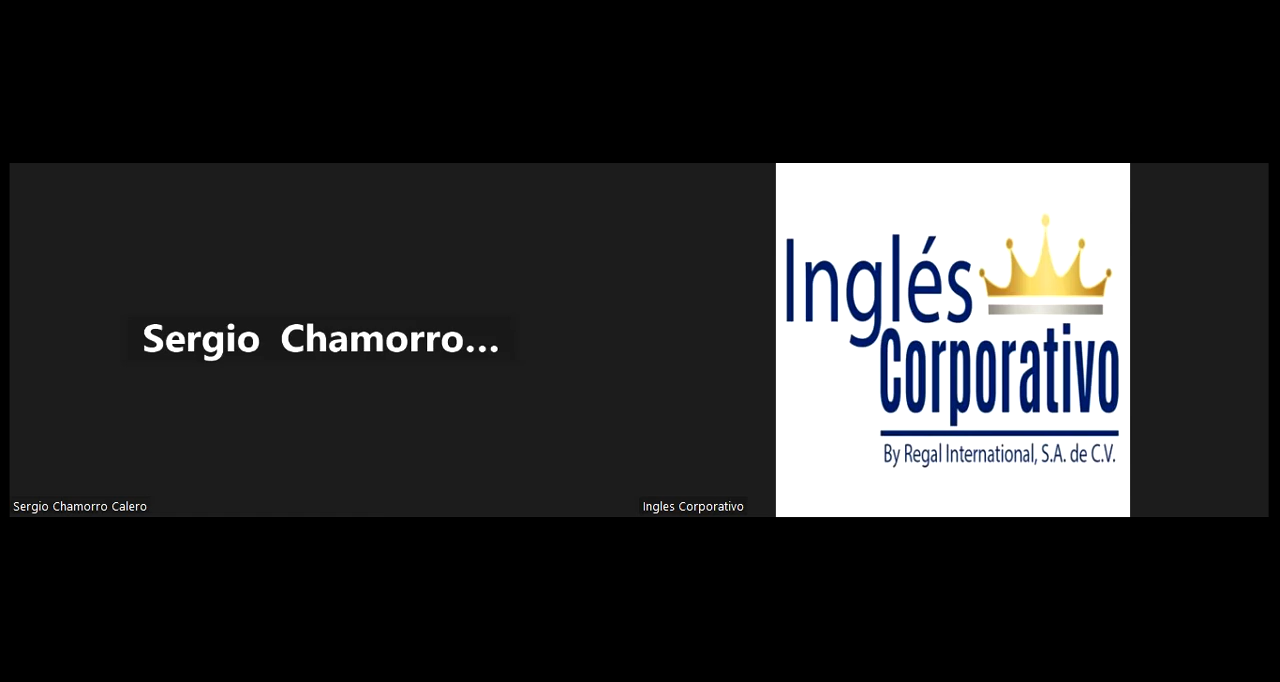 Sergio Chamorro...
Sergio Chamorro Calero
Inglés
Corporativo
By Regal International, S.A. de C.V.
Ingles Corporativo